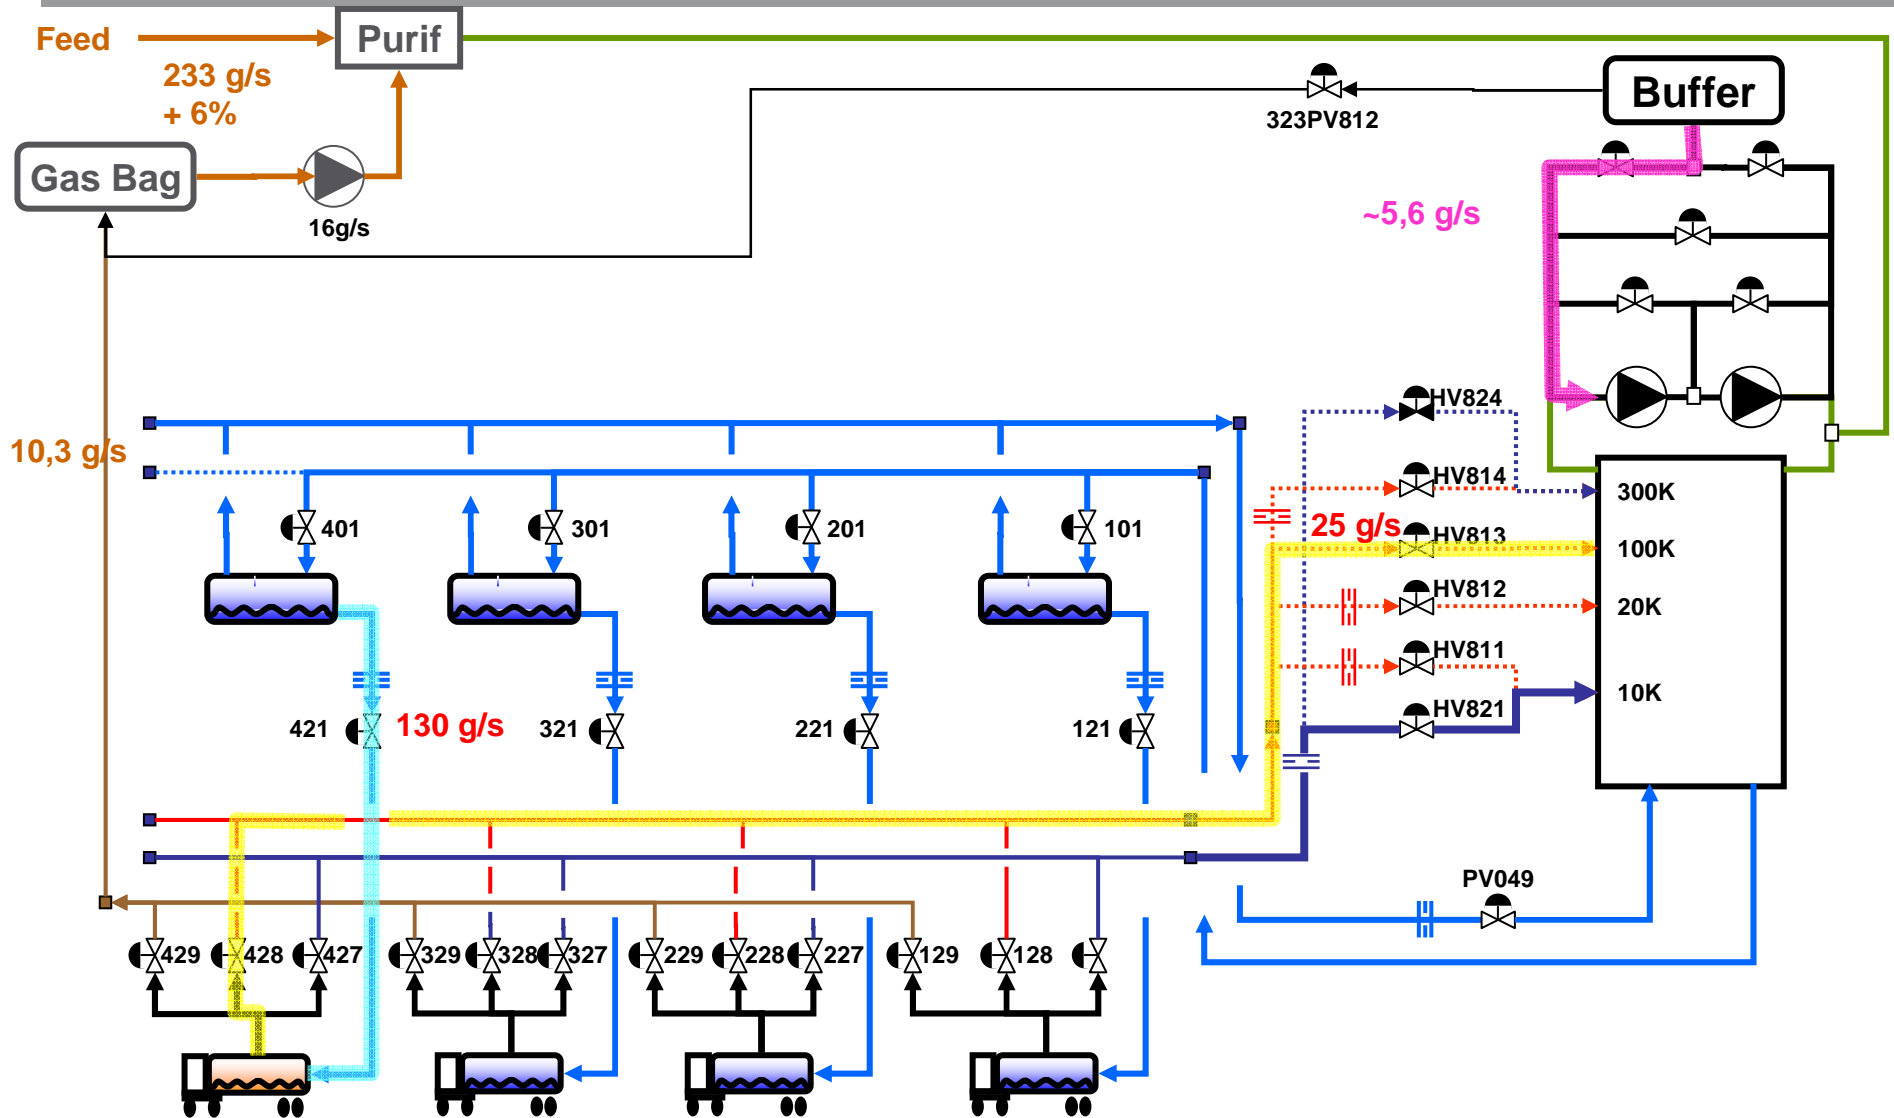 Feed
Purif
233 g/s
+ 6%
Buffer
323PV812
Gas Bag
16g/s
~5,6 g/s
HV824
10,3 g/s
HV814
300K
401
301
201
101
25 g/s
HV813
100K
HV812
20K
HV811
10K
HV821
421
130 g/s
321
221
121
PV049
429
428
427
329
328
327
229
228
227
129
128